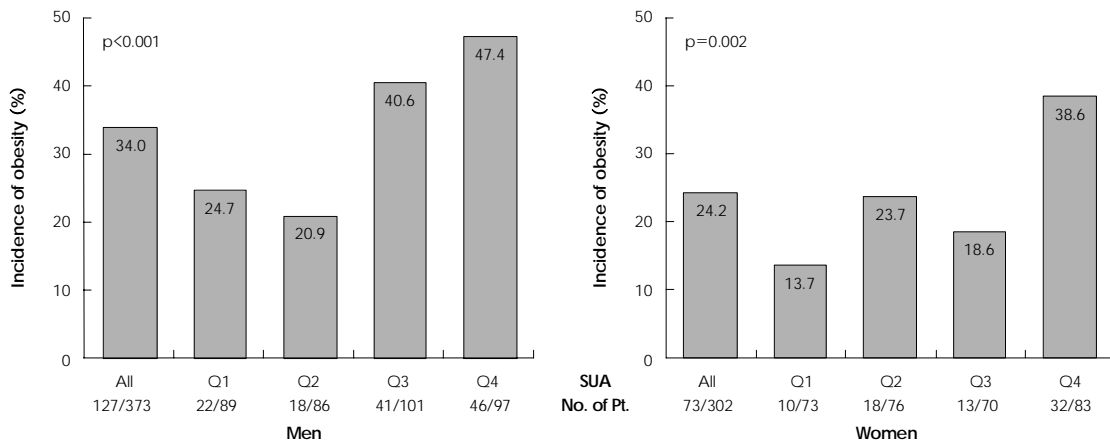 50
40
30
20
10
0
Incidence of obesity (%)
p<0.001
34.0
24.7
20.9
40.6
47.4
All Q1 Q2 Q3 Q4
127/373 22/89 18/86 41/101 46/97
Men
SUA
No. of Pt.
50
40
30
20
10
0
Incidence of obesity (%)
p=0.002
24.2
13.7
23.7
18.6
38.6
All Q1 Q2 Q3 Q4
73/302 10/73 18/76 13/70 32/83
Women